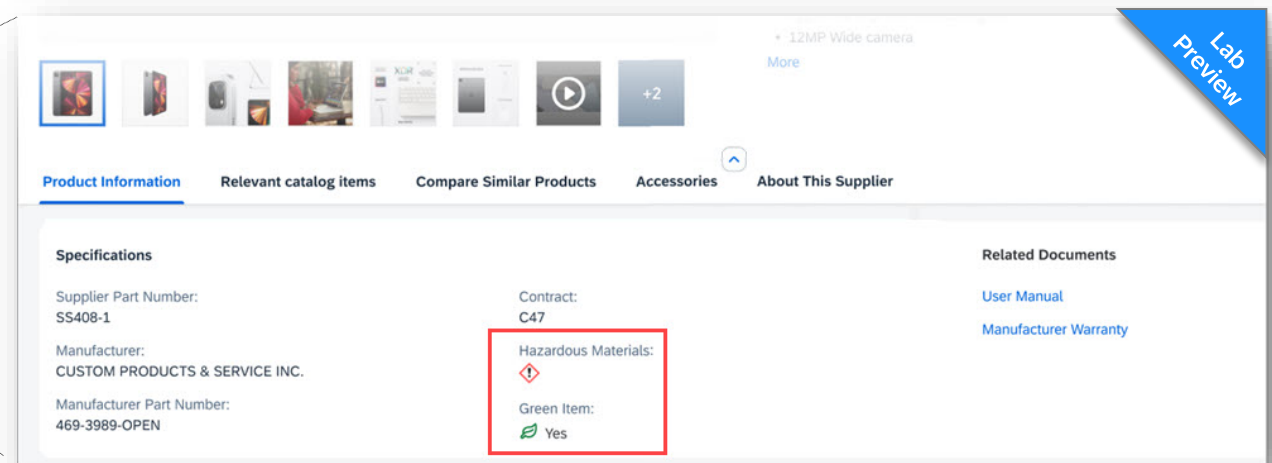 • 12MP Wide camera
More
Lab
Preview
XDR
+2
Product Information
Relevant catalog items
Compare Similar Products
Accessories
About This Supplier
Specifications
Supplier Part Number:
SS408-1
Manufacturer:
CUSTOM PRODUCTS & SERVICE INC.
Manufacturer Part Number:
469-3989-OPEN
Contract:
C47
Hazardous Materials:
Green Item:
Yes
Related Documents
User Manual
Manufacturer Warranty